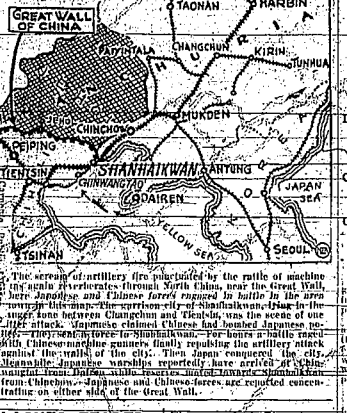 TAONAN
HARBIN
GREAT WALL
OF CHINA
CHANGCHUN
KIRIN
TUNHUA
PAIYINTALA
JEHO
CHINCHOW
MUKDEN
PEIPING
TIENTSIN
SHANHAIKWAN
CHINWANGTAO
ANTUNG
DAIREN
JAPAN
SEA
YELLOW SEA
TSINAN
SEOUL
The scream of artillery fire punctuated by the rattle of machine
guns again reverberates through North China, near the Great Wall,
where Japanese and Chinese forces engaged in battle in the area
shown in this map. The garrison city of Shanhaikwan, lying in the
danger zone between Changchun and Tientsin, was the scene of one
bitter attack. Japanese claimed Chinese had bombed Japanese
They sent a force to Shanhaikwan. For hours a battle raged
with Chinese machine gunners finally repulsing the artillery attack
against the walls of the city. Then Japan conquered the city.
Meanwhile Japanese warships reportedly have arrived at Chin-
wangtao from Dairen while reserves moved towards Shanhaikwan
from Chinchow. Japanese and Chinese forces are reported concen-
trating on either side of the Great Wall.